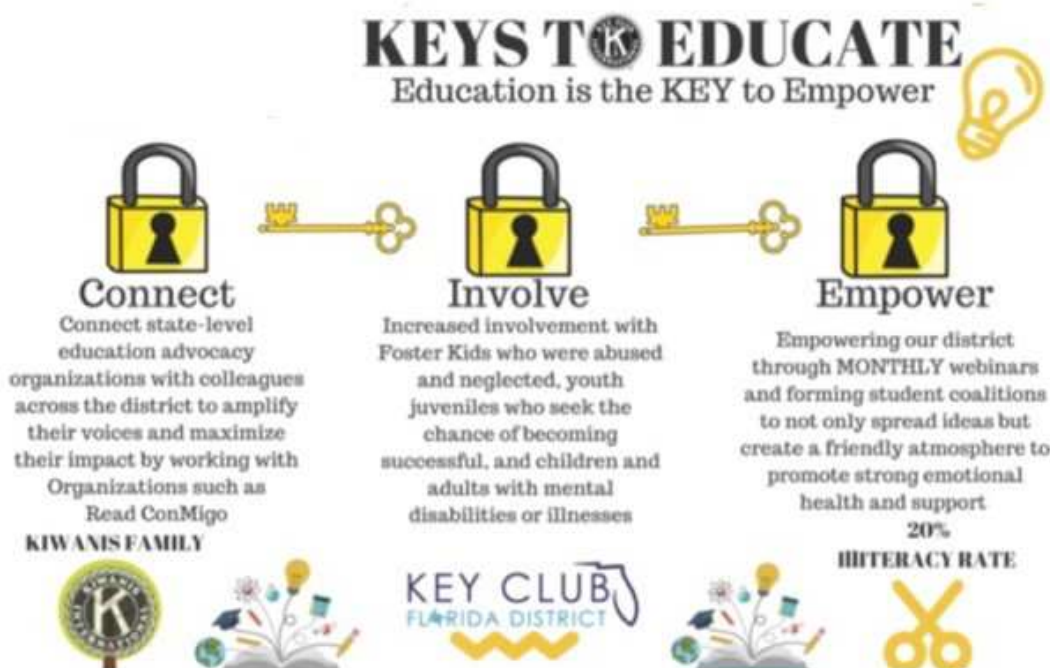 KEYS TO EDUCATE
Education is the KEY to Empower
Connect
Connect state-level
education advocacy
organizations with colleagues
across the district to amplify
their voices and maximize
their impact by working with
Organizations such as
Read ConMigo
KIWANIS FAMILY
KIWANIS
K
INTERNATIONAL
Involve
Increased involvement with
Foster Kids who were abused
and neglected, youth
juveniles who seek the
chance of becoming
successful, and children and
adults with mental
disabilities or illnesses
KEY CLUB
FLORIDA DISTRICT
Empower
Empowering our district
through MONTHLY webinars
and forming student coalitions
to not only spread ideas but
create a friendly atmosphere to
promote strong emotional
health and support
20%
IlliTERACY RATE